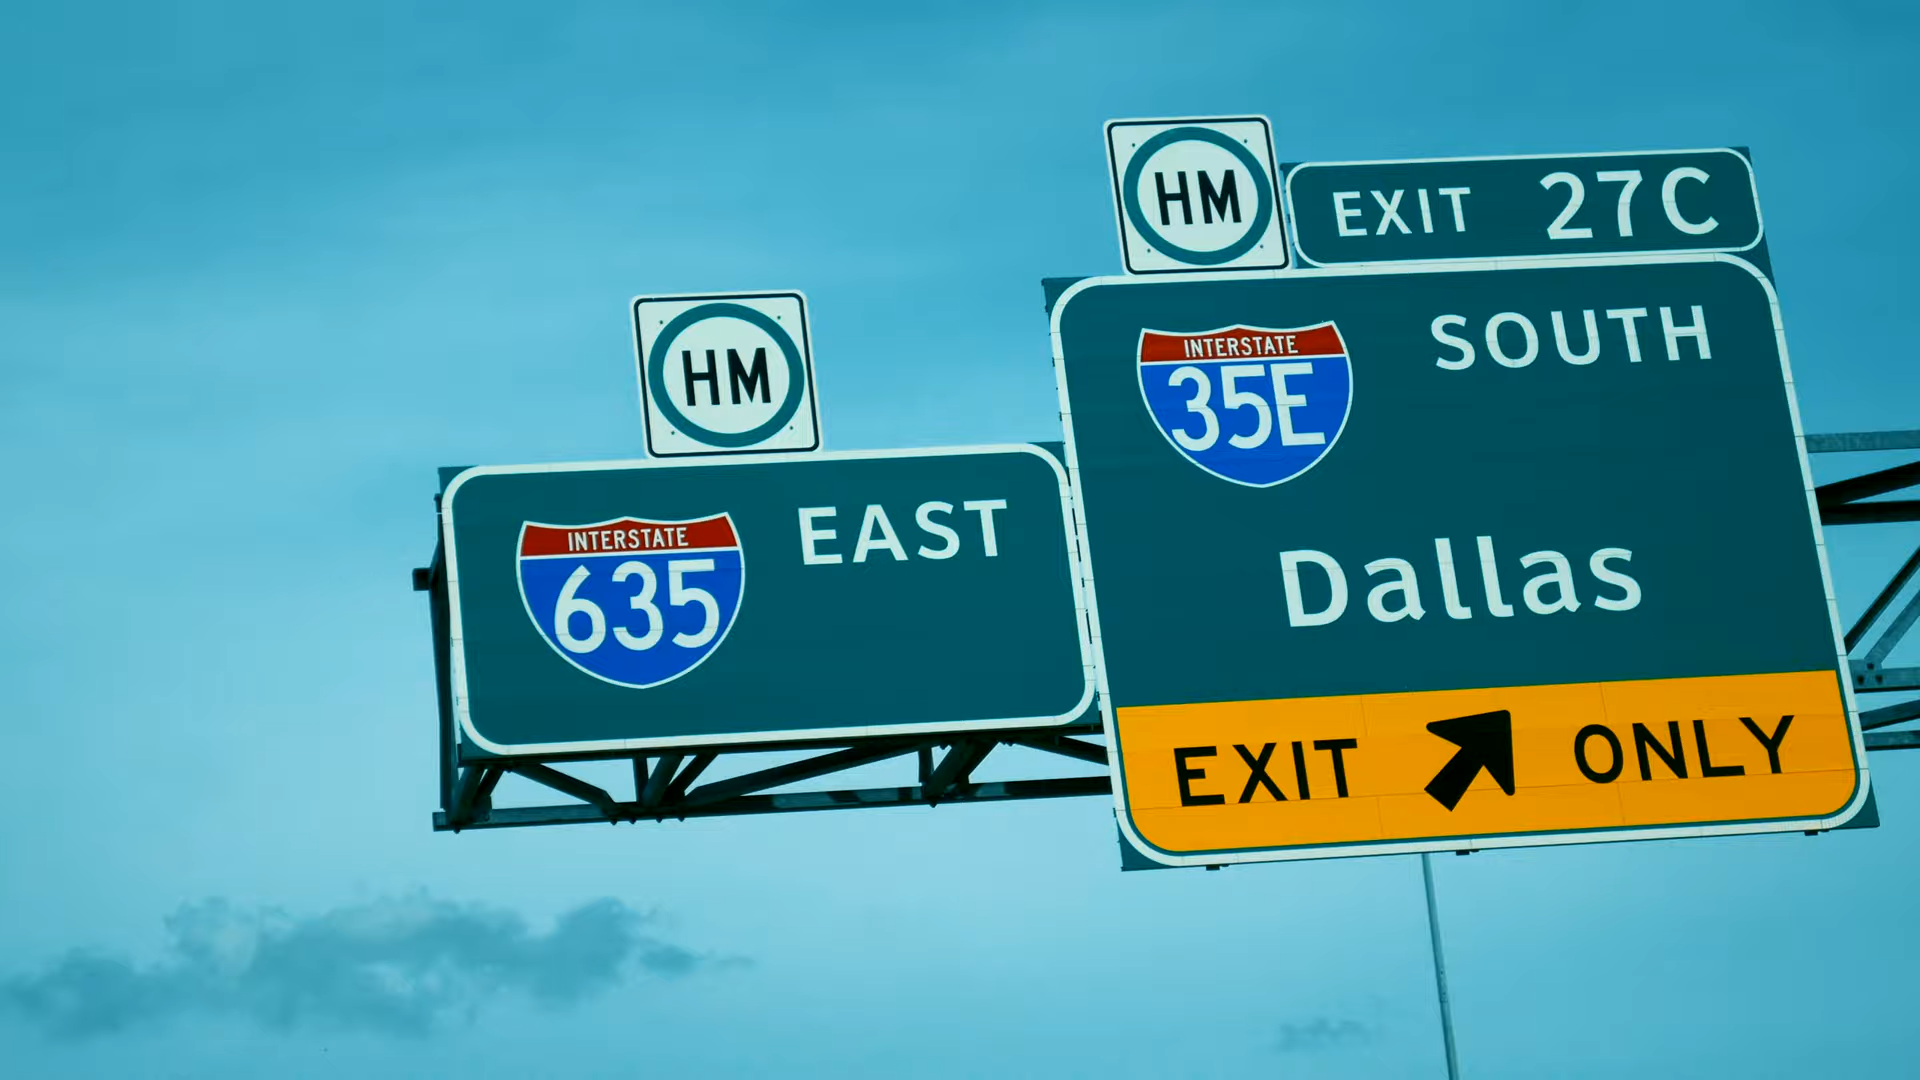 HM
INTERSTATE
635
EAST
HM
EXIT 27C
INTERSTATE
35E
SOUTH
Dallas
EXIT ONLY